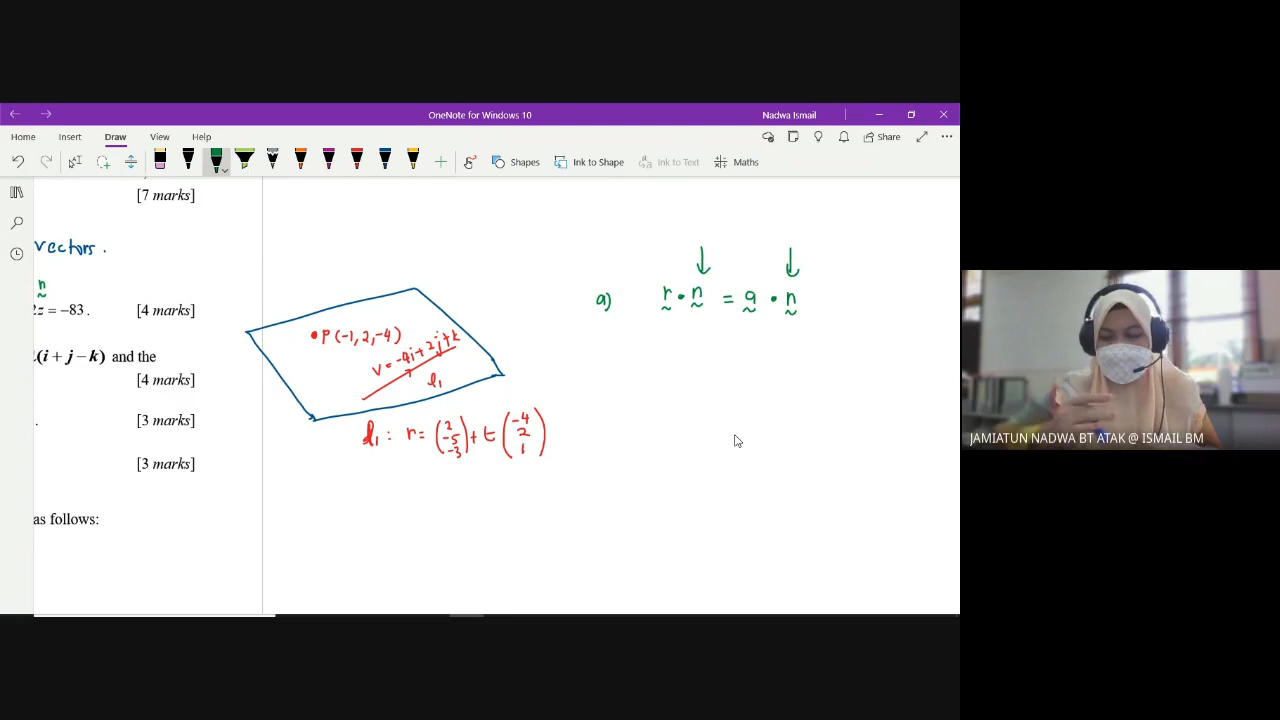 OneNote for Windows 10
Nadwa Ismail
Home Insert Draw View Help
Share
Shapes Ink to Shape Ink to Text Maths
[7 marks]
vectors.
n
2z = −83. [4 marks]
(i + j − k) and the
[4 marks]
. [3 marks]
[3 marks]
as follows:
P (-1, 2, -4)
v = -4i + 2j + k
l₁
l₁ : r = (2 -5 -3) + t (-4 2 1)
a) r • n = a • n
JAMIATUN NADWA BT ATAK @ ISMAIL BM